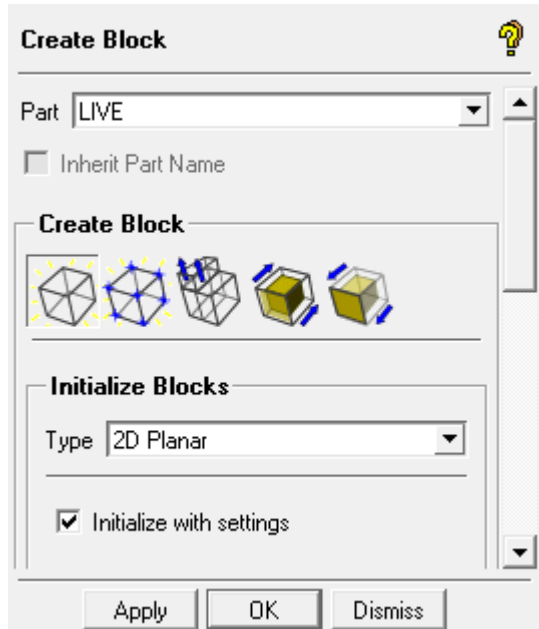 Create Block
Part LIVE
Inherit Part Name
Create Block
Initialize Blocks
Type 2D Planar
Initialize with settings
Apply OK Dismiss